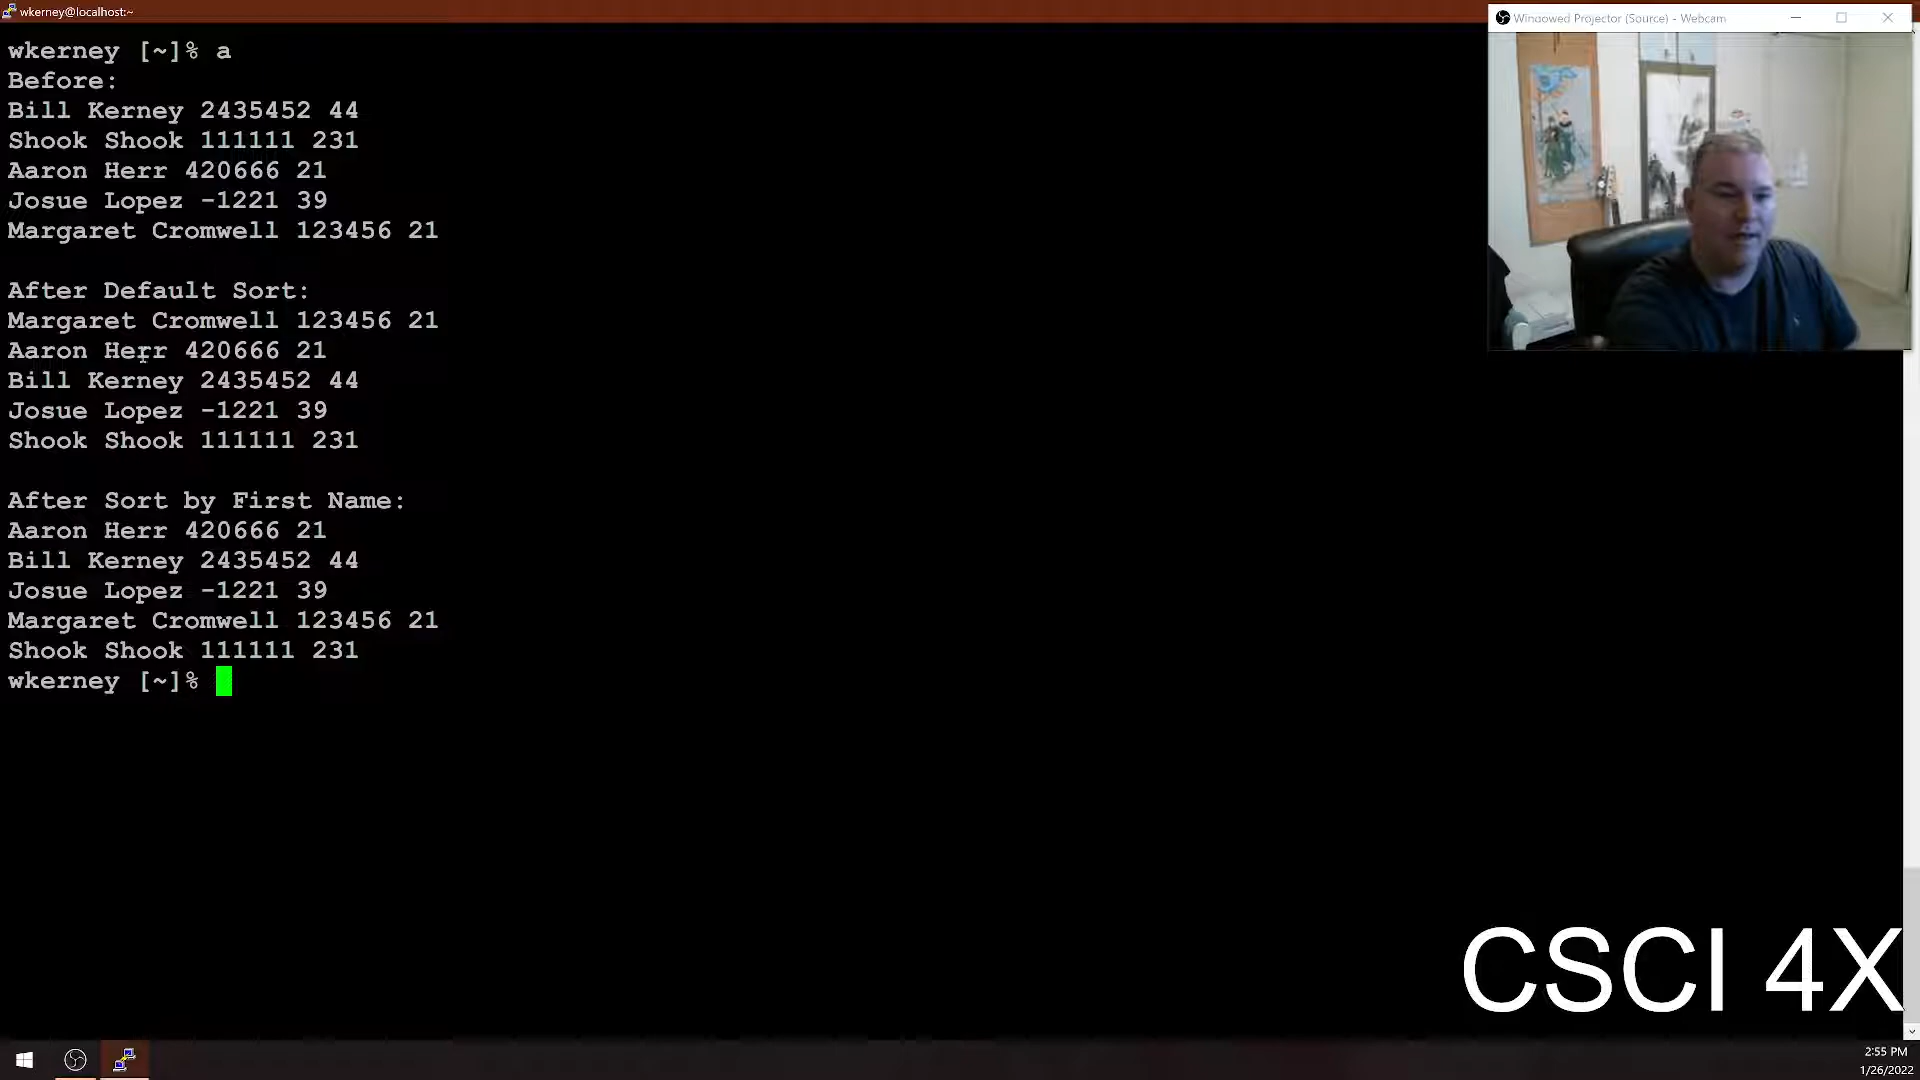 wkerney@localhost:~
Windowed Projector (Source) - Webcam
wkerney [~]% a
Before:
Bill Kerney 2435452 44
Shook Shook 111111 231
Aaron Herr 420666 21
Josue Lopez -1221 39
Margaret Cromwell 123456 21
After Default Sort:
Margaret Cromwell 123456 21
Aaron Herr 420666 21
Bill Kerney 2435452 44
Josue Lopez -1221 39
Shook Shook 111111 231
After Sort by First Name:
Aaron Herr 420666 21
Bill Kerney 2435452 44
Josue Lopez -1221 39
Margaret Cromwell 123456 21
Shook Shook 111111 231
wkerney [~]%
CSCI 4X
2:55 PM
1/26/2022